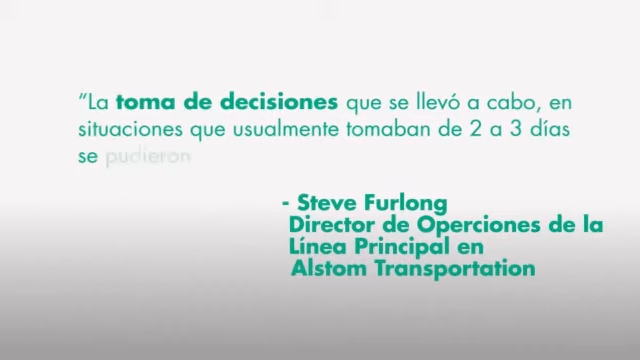 “La toma de decisiones que se llevó a cabo, en
situaciones que usualmente tomaban de 2 a 3 días
se pudieron
- Steve Furlong
Director de Operciones de la
Línea Principal en
Alstom Transportation